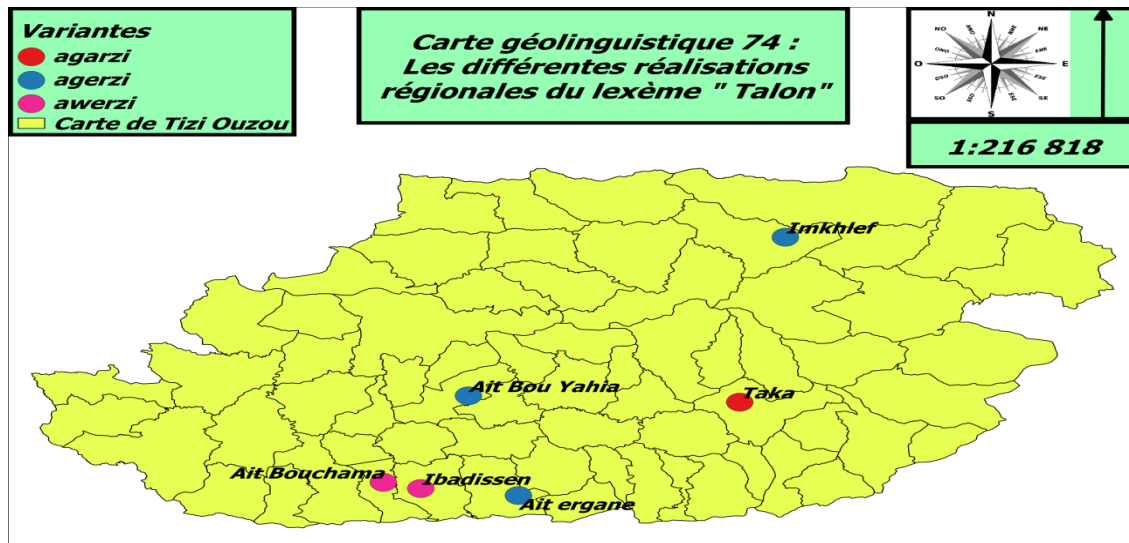 Variantes
agarzi
agerzi
awerzi
Carte de Tizi Ouzou
Carte géolinguistique 74 :
Les différentes réalisations
régionales du lexème " Talon"
N
NO
NE
O
E
SO
SE
S
1:216 818
Imkhlef
Ait Bou Yahia
Taka
Ait Bouchama
Ibadissen
Ait ergane